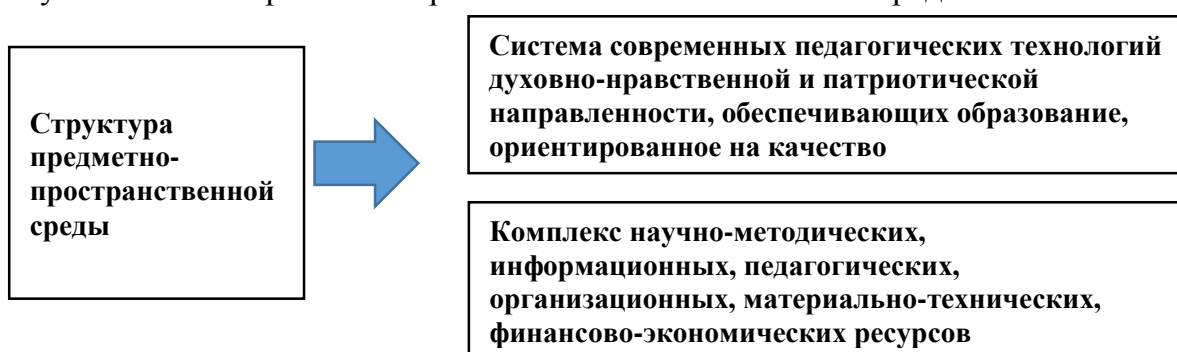 Структура
предметно-
пространственной
среды
Система современных педагогических технологий
духовно-нравственной и патриотической
направленности, обеспечивающих образование,
ориентированное на качество
Комплекс научно-методических,
информационных, педагогических,
организационных, материально-технических,
финансово-экономических ресурсов